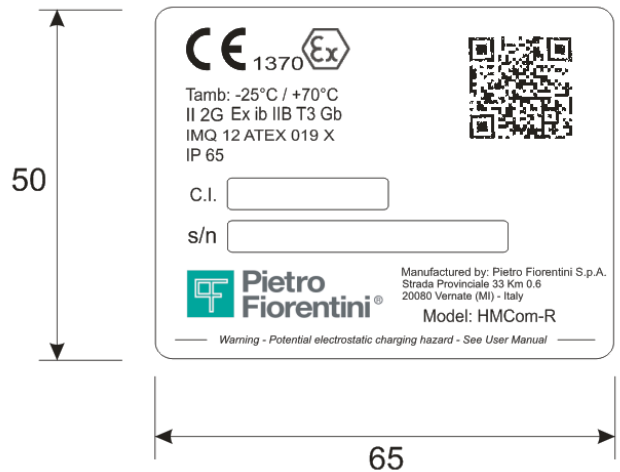 CE 1370 Ex
Tamb: -25°C / +70°C
II 2G Ex ib IIB T3 Gb
IMQ 12 ATEX 019 X
IP 65
C.I.
s/n
50
Pietro
Fiorentini®
Manufactured by: Pietro Fiorentini S.p.A.
Strada Provinciale 33 Km 0.6
20080 Vernate (MI) - Italy
Model: HMCom-R
Warning - Potential electrostatic charging hazard - See User Manual
65